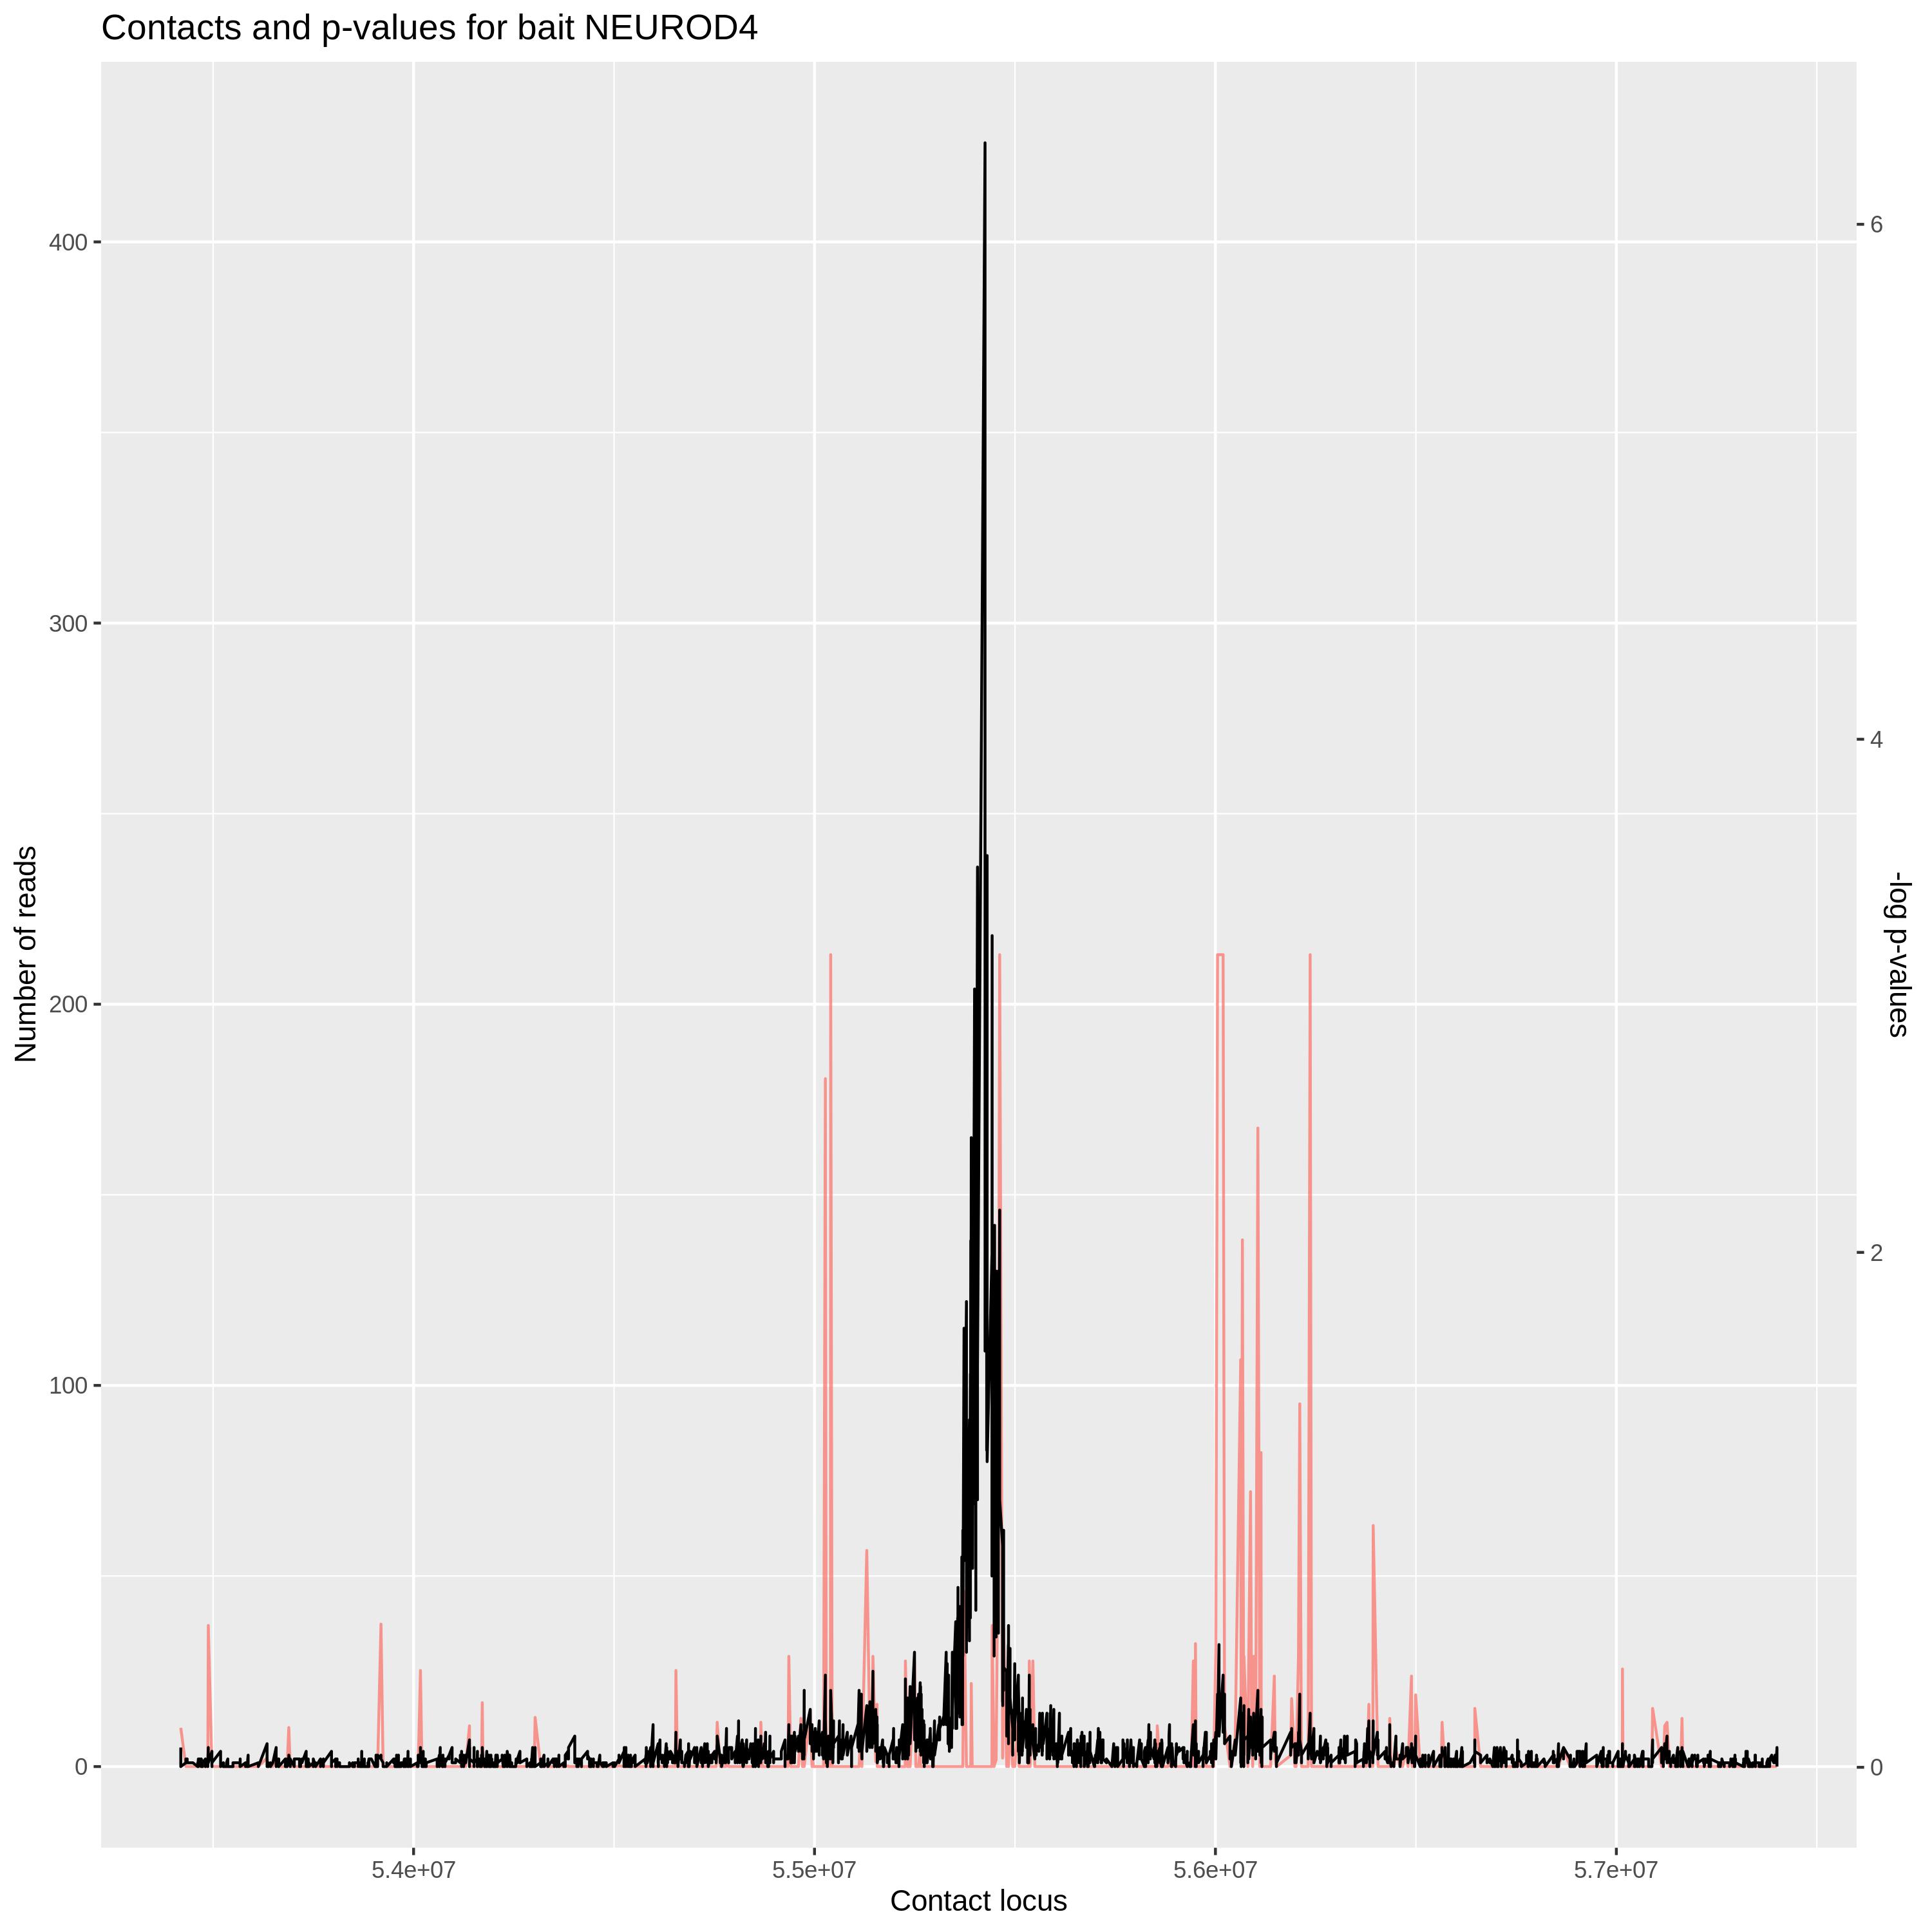 Contacts and p-values for bait NEUROD4
400
300
200
100
0
Number of reads
6
4
2
0
-log p-values
5.4e+07
5.5e+07
5.6e+07
5.7e+07
Contact locus